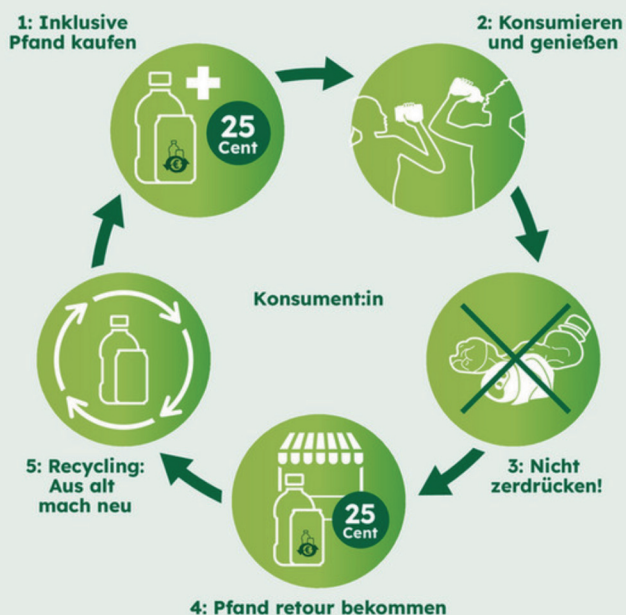 1: Inklusive
Pfand kaufen
25
Cent
2: Konsumieren
und genießen
Konsument:in
3: Nicht
zerdrücken!
25
Cent
4: Pfand retour bekommen
5: Recycling:
Aus alt
mach neu